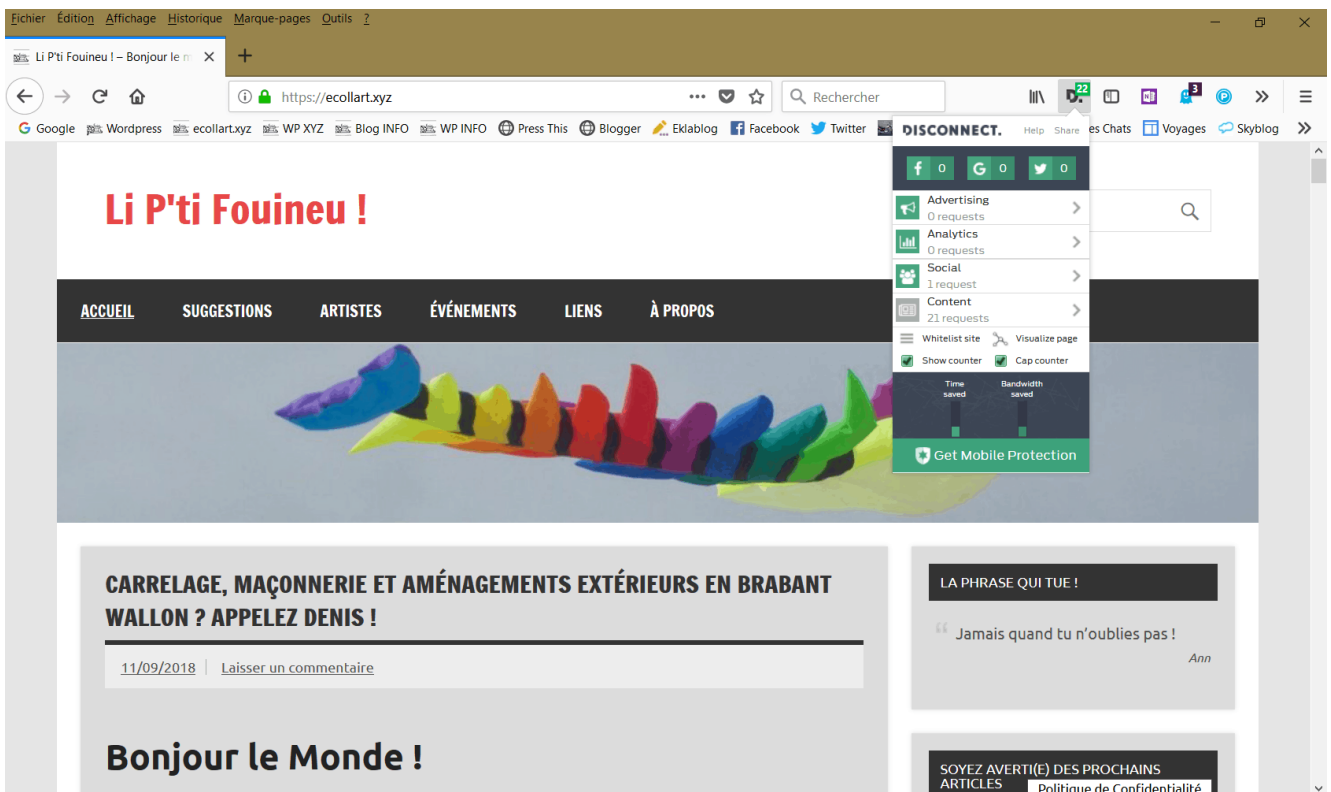 Fichier Édition Affichage Historique Marque-pages Outils ?
Li P'ti Fouineu ! – Bonjour le
https://ecollart.xyz
Rechercher
22
3
Google Wordpress ecollart.xyz WP XYZ Blog INFO WP INFO Press This Blogger Eklablog Facebook Twitter es Chats Voyages Skyblog
DISCONNECT. Help Share
f 0 G 0 0
Advertising
0 requests
Analytics
0 requests
Social
1 request
Content
21 requests
Whitelist site Visualize page
Show counter Cap counter
Time saved
Bandwidth saved
Get Mobile Protection
Li P'ti Fouineu !
ACCUEIL SUGGESTIONS ARTISTES ÉVÉNEMENTS LIENS À PROPOS
CARRELAGE, MAÇONNERIE ET AMÉNAGEMENTS EXTÉRIEURS EN BRABANT
WALLON ? APPELEZ DENIS !
11/09/2018 Laisser un commentaire
Bonjour le Monde !
LA PHRASE QUI TUE !
Jamais quand tu n’oublies pas !
Ann
SOYEZ AVERTI(E) DES PROCHAINS
ARTICLES
Politique de Confidentialité